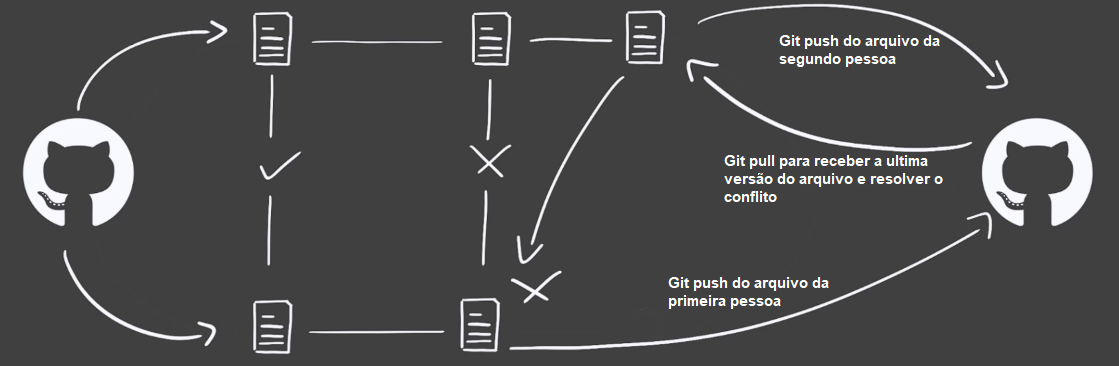 Git push do arquivo da
segundo pessoa
Git pull para receber a ultima
versão do arquivo e resolver o
conflito
Git push do arquivo da
primeira pessoa